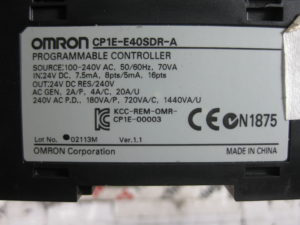 OMRON CP1E-E40SDR-A
PROGRAMMABLE CONTROLLER
SOURCE:100-240V AC, 50/60Hz, 70VA
IN:24V DC, 7.5mA, 8pts/5mA, 16pts
OUT:24V DC RES/240V
AC GEN, 2A/P, 4A/C, 20A/U
240V AC P.D., 180VA/P, 720VA/C, 1440VA/U
KCC-REM-OMR-
CP1E-00003
CE N1875
Lot No. 02113M Ver.1.1
OMRON Corporation MADE IN CHINA